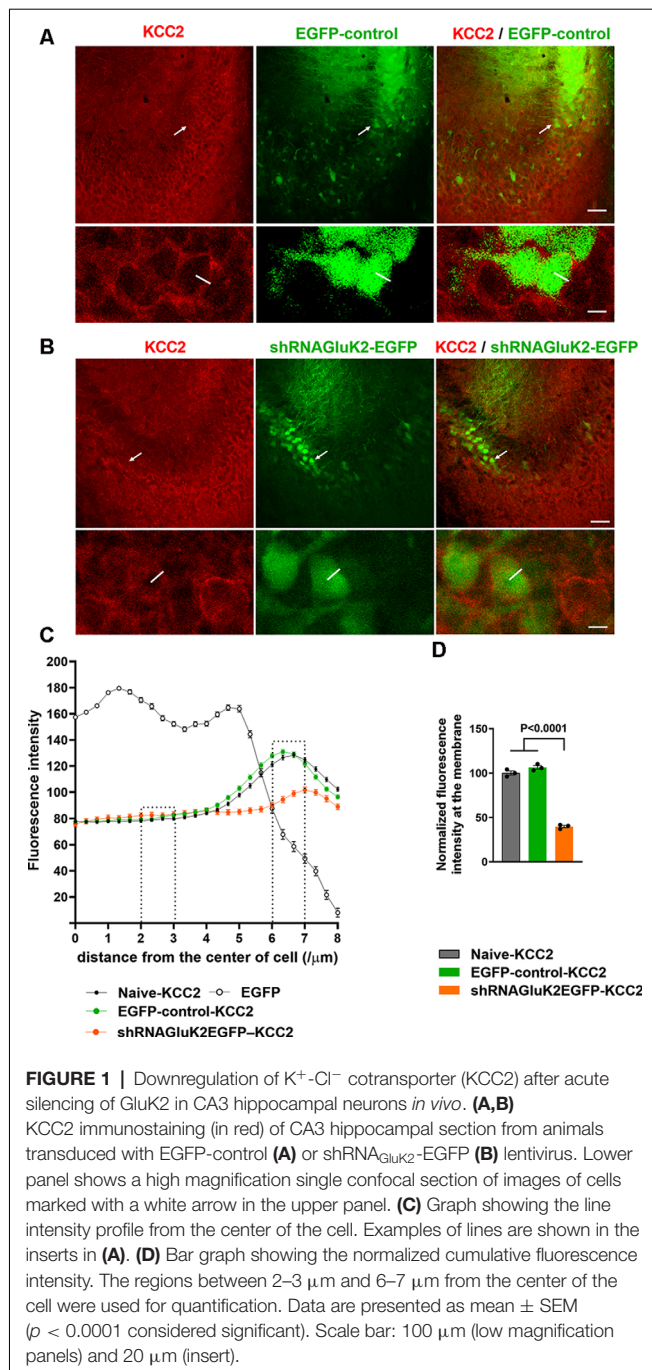 A
KCC2
EGFP-control
KCC2 / EGFP-control
B
KCC2
shRNAGluK2-EGFP
KCC2 / shRNAGluK2-EGFP
C
Fluorescence intensity
200
180
160
140
120
100
80
60
40
20
0 1 2 3 4 5 6 7 8
distance from the center of cell (/μm)
Naive-KCC2
EGFP
EGFP-control-KCC2
shRNAGluK2EGFP–KCC2
D
Normalized fluorescence
intensity at the membrane
150
100
50
0
P<0.0001
Naive-KCC2
EGFP-control-KCC2
shRNAGluK2EGFP-KCC2
FIGURE 1 | Downregulation of K⁺-Cl⁻ cotransporter (KCC2) after acute
silencing of GluK2 in CA3 hippocampal neurons in vivo. (A,B)
KCC2 immunostaining (in red) of CA3 hippocampal section from animals
transduced with EGFP-control (A) or shRNAGluK2-EGFP (B) lentivirus. Lower
panel shows a high magnification single confocal section of images of cells
marked with a white arrow in the upper panel. (C) Graph showing the line
intensity profile from the center of the cell. Examples of lines are shown in the
inserts in (A). (D) Bar graph showing the normalized cumulative fluorescence
intensity. The regions between 2–3 μm and 6–7 μm from the center of the
cell were used for quantification. Data are presented as mean ± SEM
(p < 0.0001 considered significant). Scale bar: 100 μm (low magnification
panels) and 20 μm (insert).